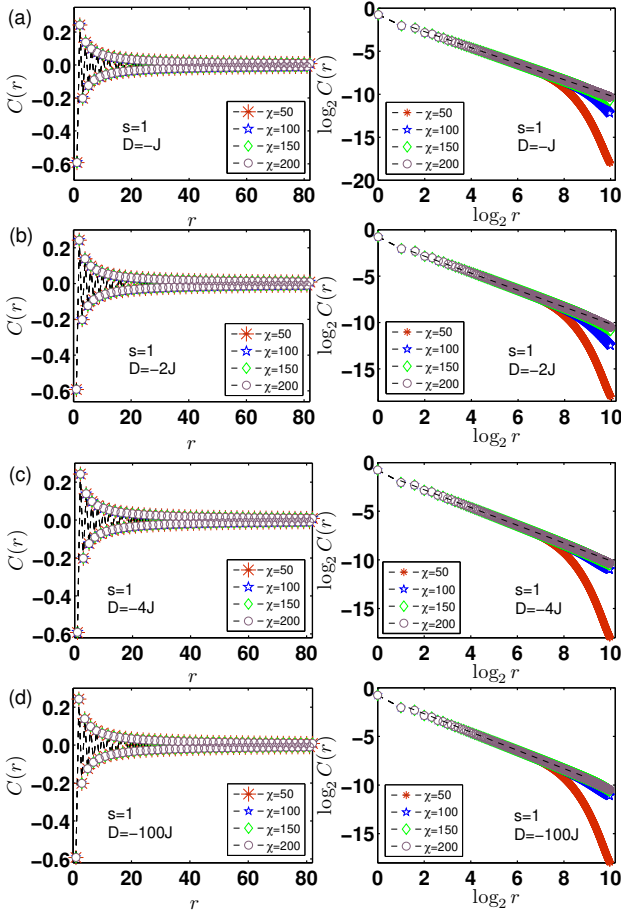 (a)
C(r)
0.2
0.0
−0.2
−0.4
−0.6
s=1
D=−J
χ=50
χ=100
χ=150
χ=200
0 20 40 60 80
r
log₂ C(r)
0
−5
−10
−15
−20
χ=50
χ=100
χ=150
χ=200
s=1
D=−J
0 2 4 6 8 10
log₂ r
(b)
C(r)
0.2
0.0
−0.2
−0.4
−0.6
s=1
D=−2J
χ=50
χ=100
χ=150
χ=200
0 20 40 60 80
r
log₂ C(r)
0
−5
−10
−15
χ=50
χ=100
χ=150
χ=200
s=1
D=−2J
0 2 4 6 8 10
log₂ r
(c)
C(r)
0.2
0.0
−0.2
−0.4
−0.6
s=1
D=−4J
χ=50
χ=100
χ=150
χ=200
0 20 40 60 80
r
log₂ C(r)
0
−5
−10
−15
χ=50
χ=100
χ=150
χ=200
s=1
D=−4J
0 2 4 6 8 10
log₂ r
(d)
C(r)
0.2
0.0
−0.2
−0.4
−0.6
s=1
D=−100J
χ=50
χ=100
χ=150
χ=200
0 20 40 60 80
r
log₂ C(r)
0
−5
−10
−15
χ=50
χ=100
χ=150
χ=200
s=1
D=−100J
0 2 4 6 8 10
log₂ r